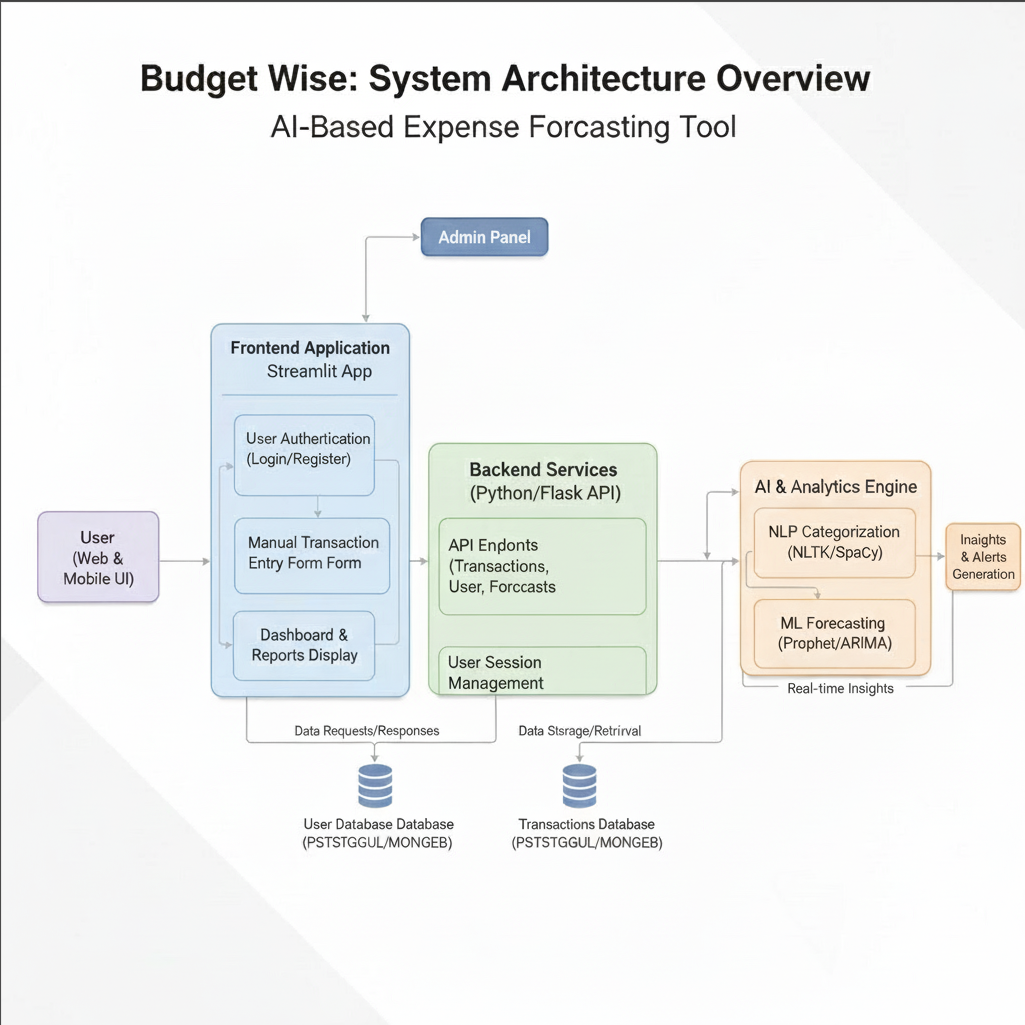 Budget Wise: System Architecture Overview
AI-Based Expense Forcasting Tool
Admin Panel
Frontend Application
Streamlit App
User Authertication
(Login/Register)
Manual Transaction
Entry Form Form
Dashboard &
Reports Display
User
(Web &
Mobile UI)
Backend Services
(Python/Flask API)
API Enponts
(Transactions,
User, Forccasts
User Session
Management
AI & Analytics Engine
NLP Categorization
(NLTK/SpaCy)
ML Forecasting
(Prophet/ARIMA)
Insights
& Alerts
Generation
Real-time Insights
Data Requests/Responses
Data Stsrage/Retrirval
User Database Database
(PSTSTGGUL/MONGEB)
Transactions Database
(PSTSTGGUL/MONGEB)